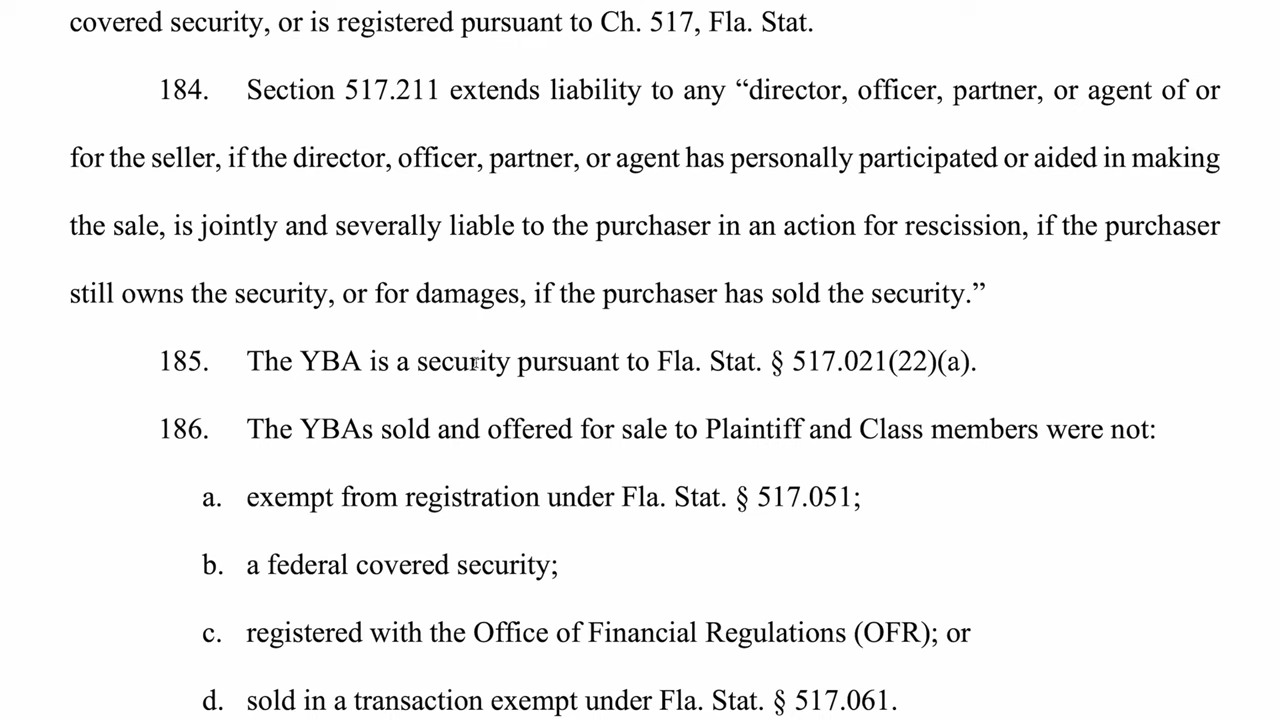 covered security, or is registered pursuant to Ch. 517, Fla. Stat.
184. Section 517.211 extends liability to any “director, officer, partner, or agent of or
for the seller, if the director, officer, partner, or agent has personally participated or aided in making
the sale, is jointly and severally liable to the purchaser in an action for rescission, if the purchaser
still owns the security, or for damages, if the purchaser has sold the security.”
185. The YBA is a security pursuant to Fla. Stat. § 517.021(22)(a).
186. The YBAs sold and offered for sale to Plaintiff and Class members were not:
a. exempt from registration under Fla. Stat. § 517.051;
b. a federal covered security;
c. registered with the Office of Financial Regulations (OFR); or
d. sold in a transaction exempt under Fla. Stat. § 517.061.